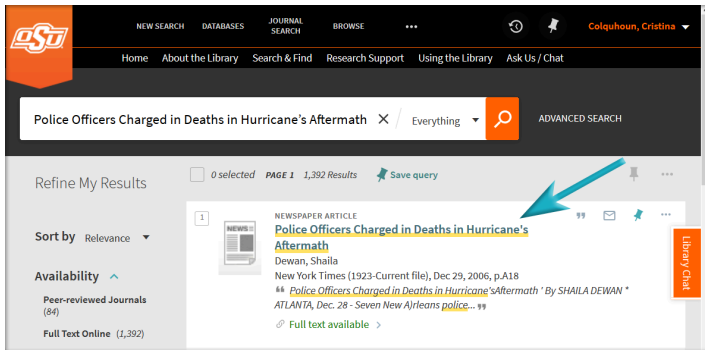 OSU
NEW SEARCH
DATABASES
JOURNAL
SEARCH
BROWSE
•••
Colquhoun, Cristina
Home
About the Library
Search & Find
Research Support
Using the Library
Ask Us / Chat
Police Officers Charged in Deaths in Hurricane's Aftermath
Everything
ADVANCED SEARCH
Refine My Results
0 selected PAGE 1 1,392 Results
Save query
Sort by Relevance
Availability
Peer-reviewed Journals
(84)
Full Text Online (1,392)
1
NEWS
NEWSPAPER ARTICLE
Police Officers Charged in Deaths in Hurricane's
Aftermath
Dewan, Shaila
New York Times (1923-Current file), Dec 29, 2006, p.A18
❝ Police Officers Charged in Deaths in Hurricane'sAftermath ' By SHAILA DEWAN *
ATLANTA, Dec. 28 - Seven New A)rleans police... ❞
Full text available >
Library Chat